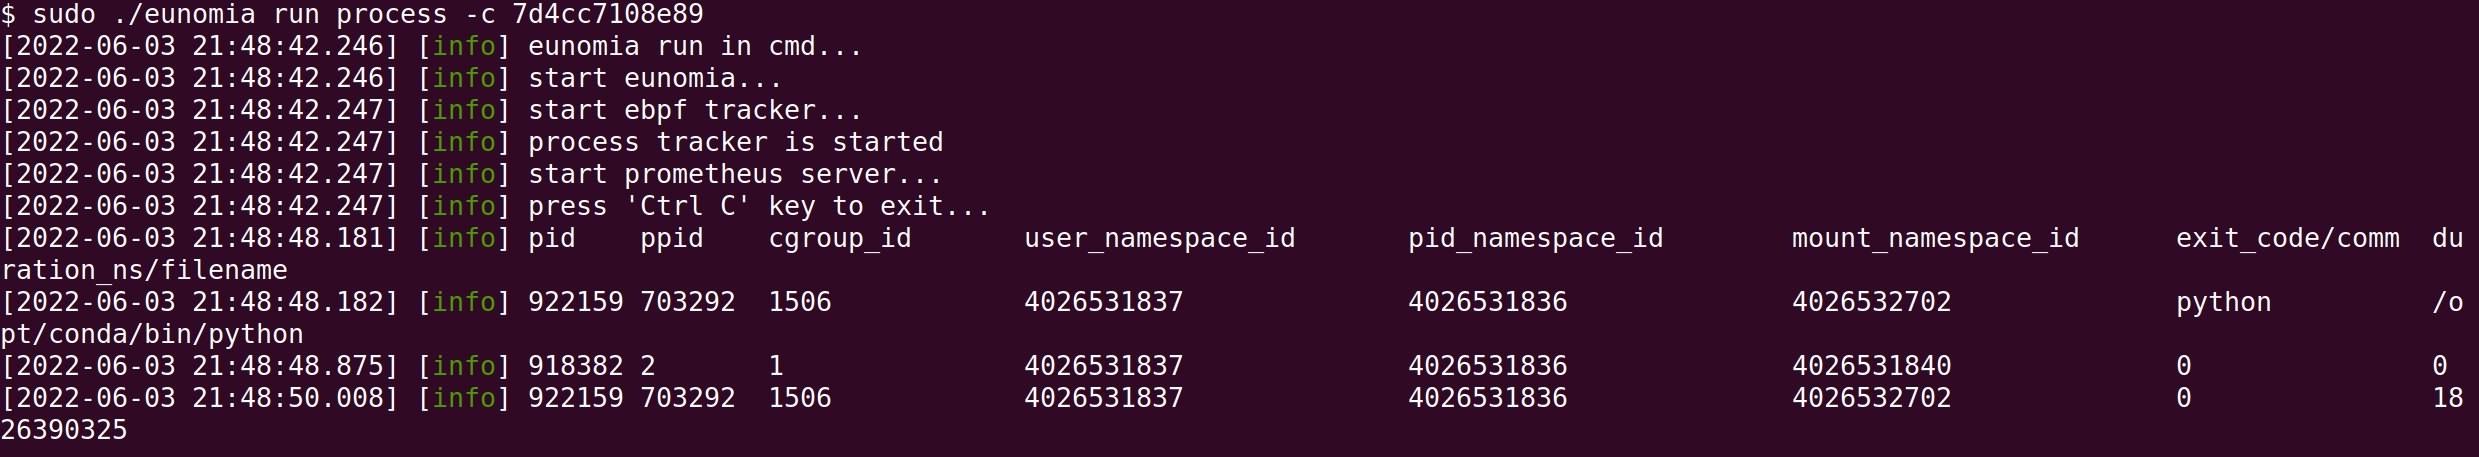 $ sudo ./eunomia run process -c 7d4cc7108e89
[2022-06-03 21:48:42.246] [info] eunomia run in cmd...
[2022-06-03 21:48:42.246] [info] start eunomia...
[2022-06-03 21:48:42.247] [info] start ebpf tracker...
[2022-06-03 21:48:42.247] [info] process tracker is started
[2022-06-03 21:48:42.247] [info] start prometheus server...
[2022-06-03 21:48:42.247] [info] press 'Ctrl C' key to exit...
[2022-06-03 21:48:48.181] [info] pid    ppid    cgroup_id       user_namespace_id       pid_namespace_id        mount_namespace_id      exit_code/comm  du
ration_ns/filename
[2022-06-03 21:48:48.182] [info] 922159 703292  1506            4026531837              4026531836              4026532702              python          /o
pt/conda/bin/python
[2022-06-03 21:48:48.875] [info] 918382 2       1               4026531837              4026531836              4026531840              0               0
[2022-06-03 21:48:50.008] [info] 922159 703292  1506            4026531837              4026531836              4026532702              0               18
26390325